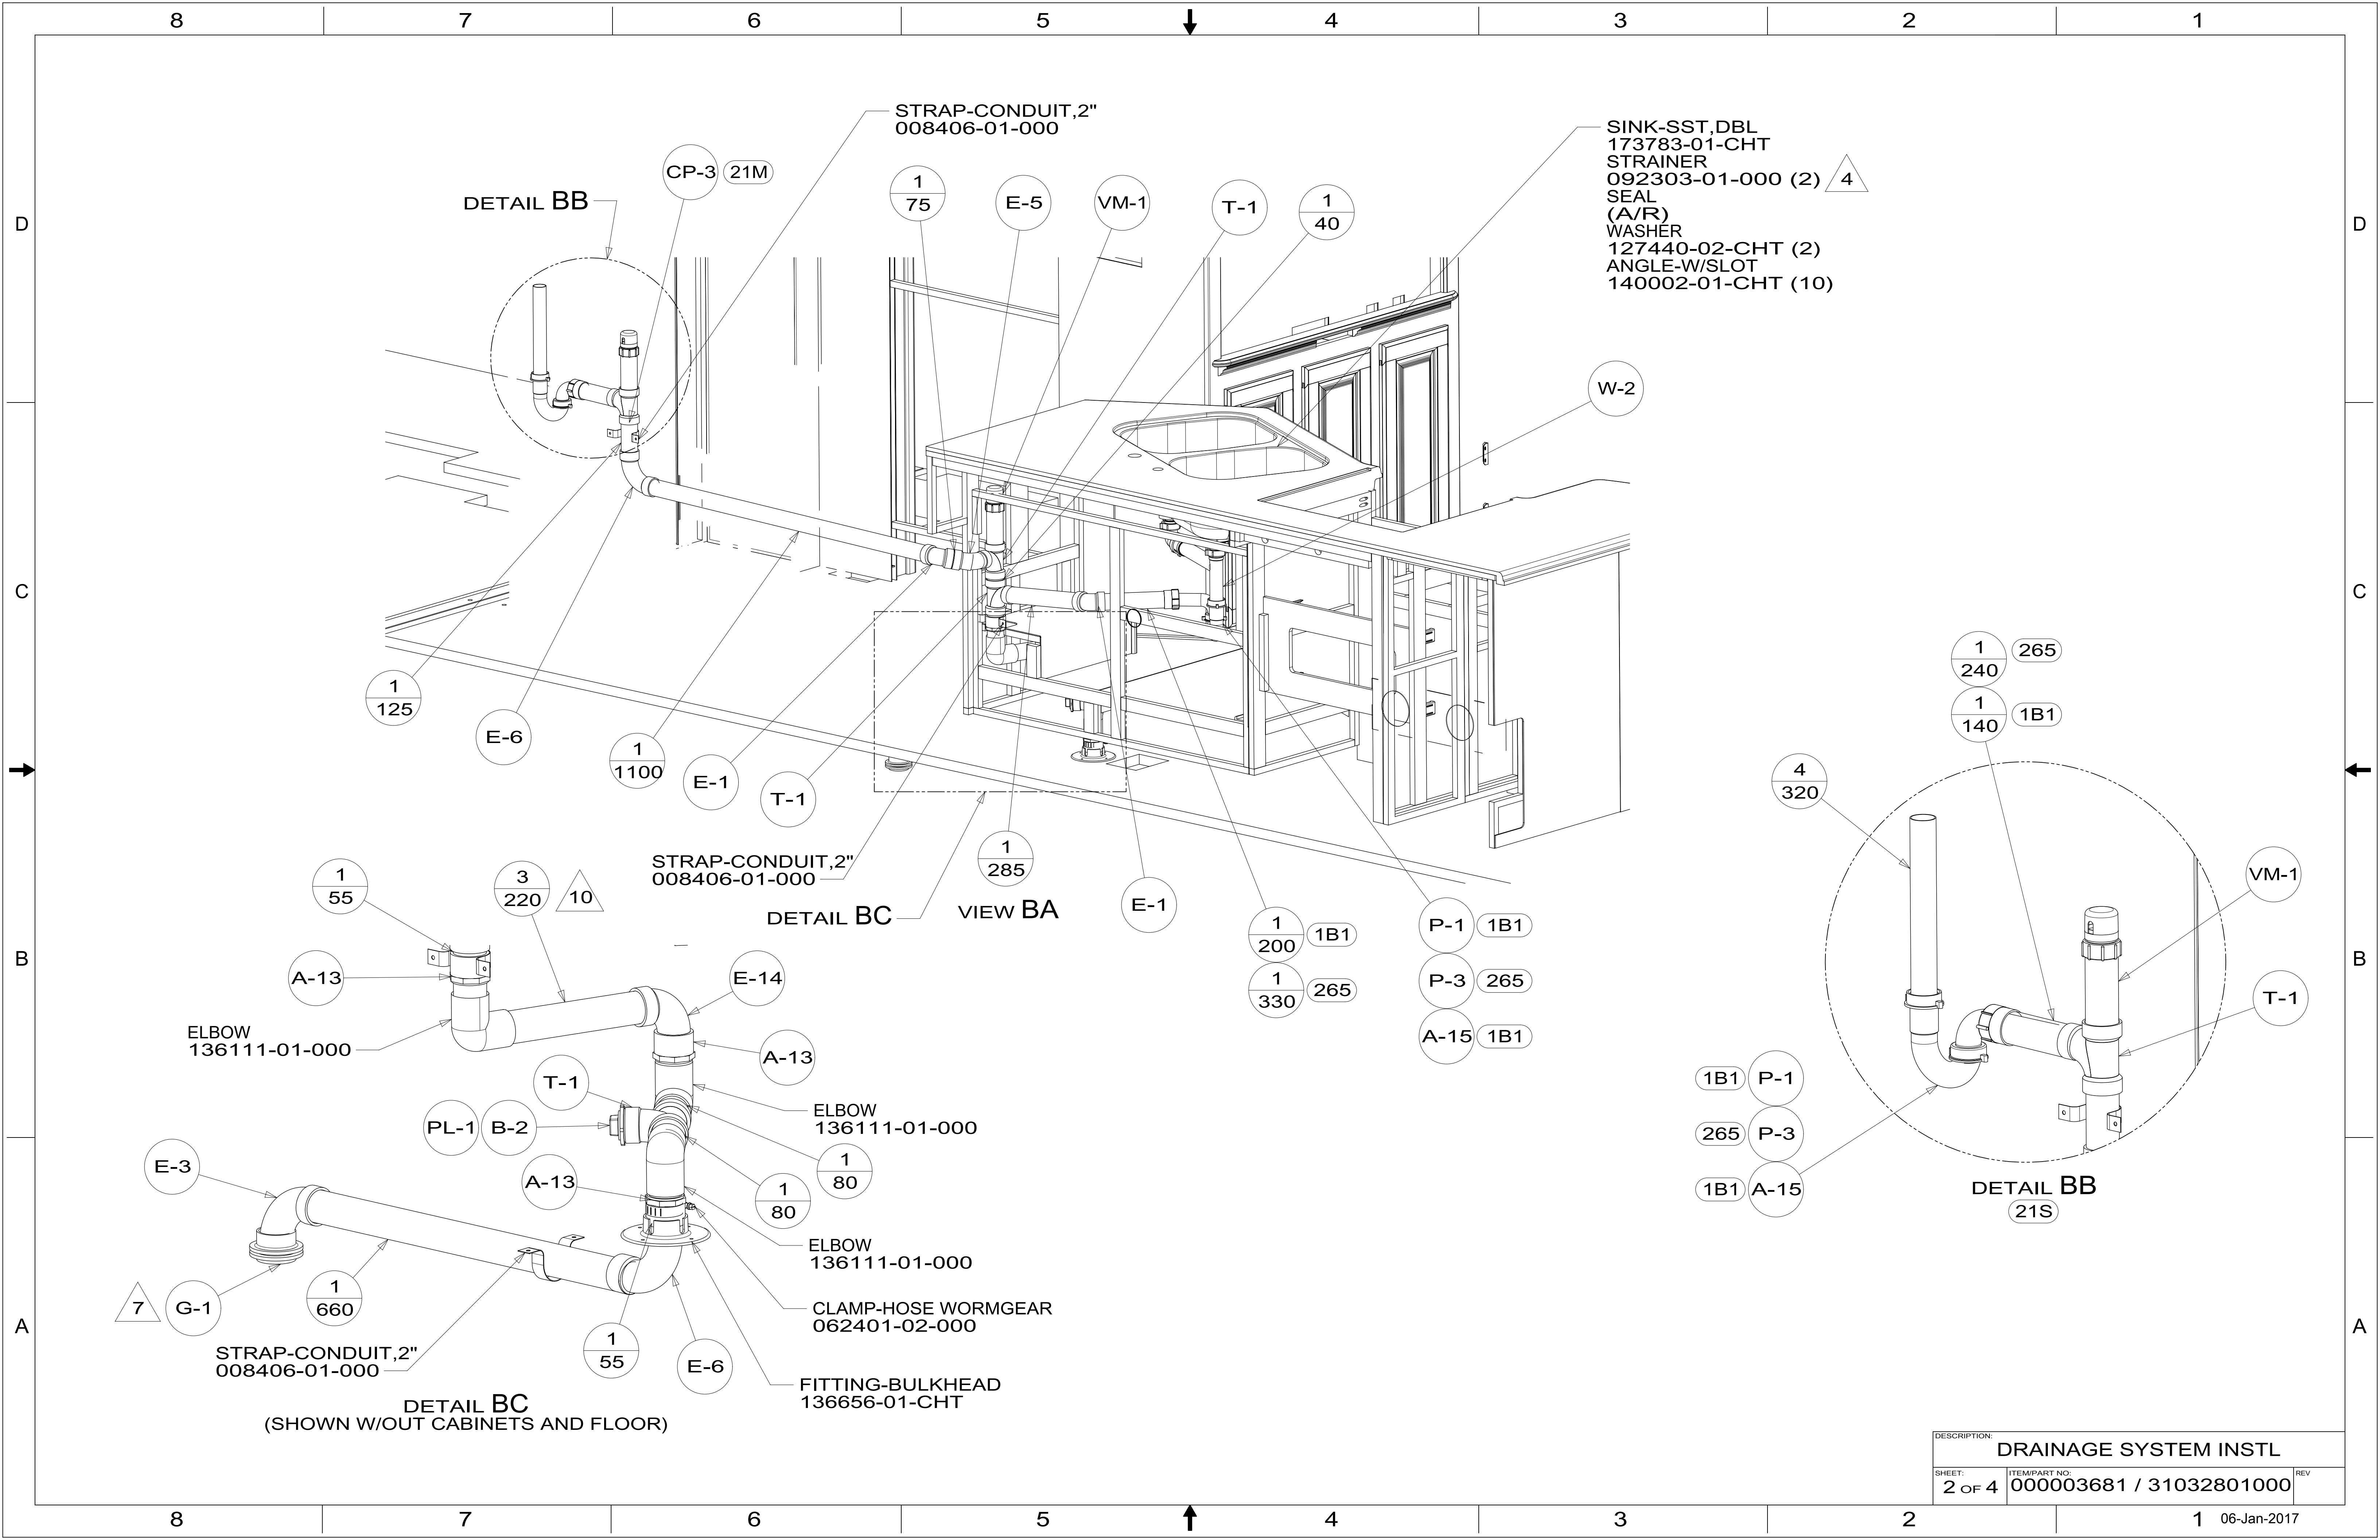 8 7 6 5 4 3 2 1
D
D
C
C
B
B
A
A
STRAP-CONDUIT,2"
008406-01-000
CP-3 21M
DETAIL BB
1
75
E-5
VM-1
T-1
1
40
SINK-SST,DBL
173783-01-CHT
STRAINER
092303-01-000 (2) 4
SEAL
(A/R)
WASHER
127440-02-CHT (2)
ANGLE-W/SLOT
140002-01-CHT (10)
W-2
1
125
E-6
1
1100
E-1
T-1
STRAP-CONDUIT,2"
008406-01-000
1
285
DETAIL BC
VIEW BA
E-1
1
200 1B1
1
330 265
P-1 1B1
P-3 265
A-15 1B1
1
240 265
1
140 1B1
4
320
VM-1
T-1
1B1 P-1
265 P-3
1B1 A-15
DETAIL BB
21S
1
55
3
220 10
A-13
E-14
ELBOW
136111-01-000
A-13
T-1
ELBOW
136111-01-000
PL-1 B-2
1
80
E-3
A-13
1
80
ELBOW
136111-01-000
7 G-1
1
660
CLAMP-HOSE WORMGEAR
062401-02-000
STRAP-CONDUIT,2"
008406-01-000
1
55
E-6
FITTING-BULKHEAD
136656-01-CHT
DETAIL BC
(SHOWN W/OUT CABINETS AND FLOOR)
DESCRIPTION:
DRAINAGE SYSTEM INSTL
SHEET:
2 OF 4
ITEM/PART NO:
000003681 / 31032801000
REV
8 7 6 5 4 3 2 1
06-Jan-2017